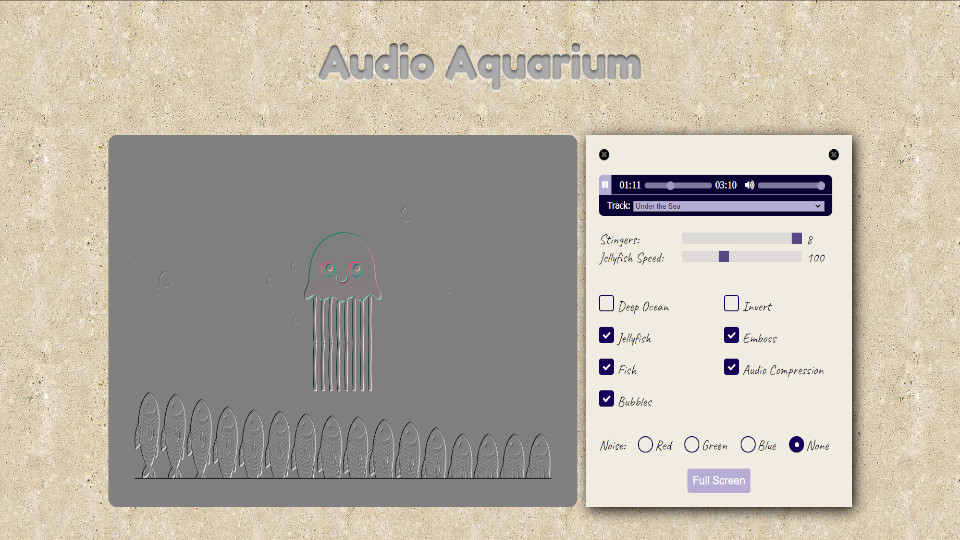 Audio Aquarium
01:11 03:10
Track: Under the Sea
Stingers: 8
Jellyfish Speed: 100
Deep Ocean Invert
Jellyfish Emboss
Fish Audio Compression
Bubbles
Noise: Red Green Blue None
Full Screen